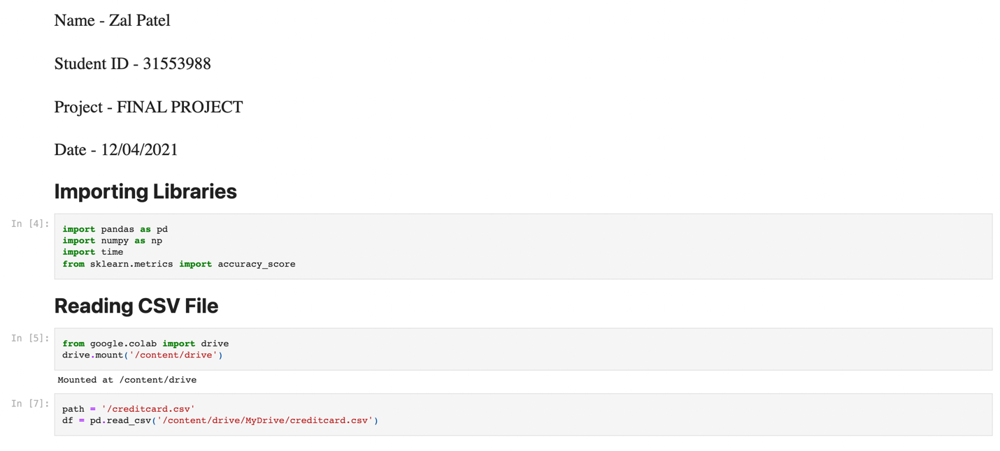 Name - Zal Patel
Student ID - 31553988
Project - FINAL PROJECT
Date - 12/04/2021
Importing Libraries
In [4]:
import pandas as pd
import numpy as np
import time
from sklearn.metrics import accuracy_score
Reading CSV File
In [5]:
from google.colab import drive
drive.mount('/content/drive')
Mounted at /content/drive
In [7]:
path = '/creditcard.csv'
df = pd.read_csv('/content/drive/MyDrive/creditcard.csv')